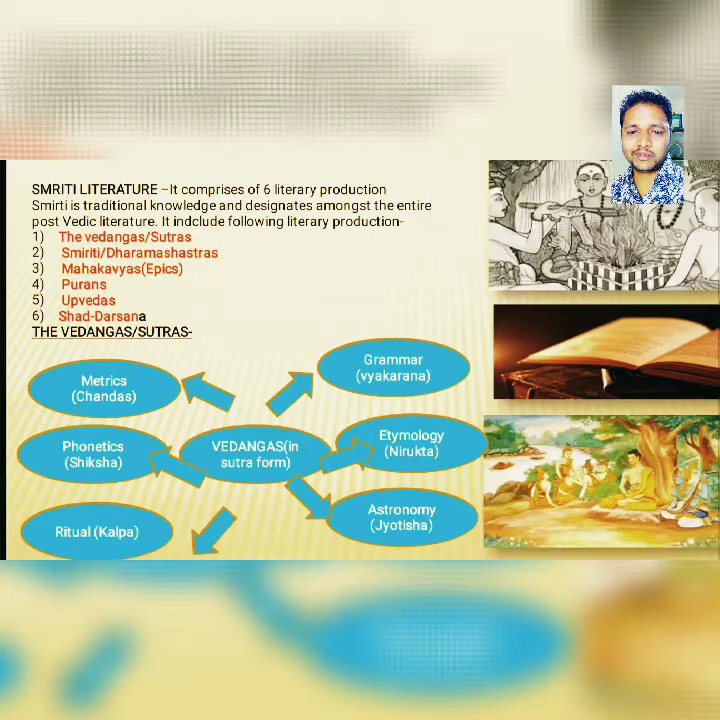 SMRITI LITERATURE –It comprises of 6 literary production
Smirti is traditional knowledge and designates amongst the entire
post Vedic literature. It indclude following literary production-
1) The vedangas/Sutras
2) Smiriti/Dharamashastras
3) Mahakavyas(Epics)
4) Purans
5) Upvedas
6) Shad-Darsana
THE VEDANGAS/SUTRAS-
Grammar
(vyakarana)
Metrics
(Chandas)
Phonetics
(Shiksha)
VEDANGAS(in
sutra form)
Etymology
(Nirukta)
Astronomy
(Jyotisha)
Ritual (Kalpa)